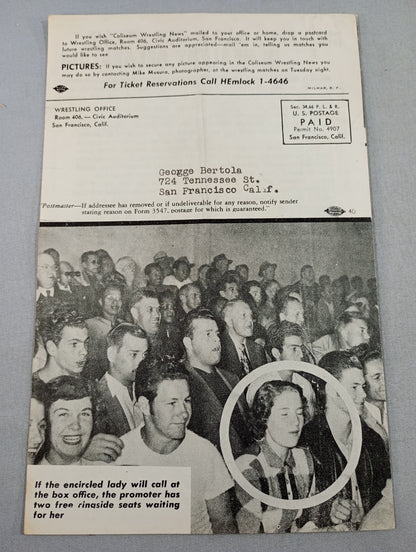 If you wish "Coliseum Wrestling News" mailed to your office or home, drop a postcard
to Wrestling Office, Room 406, Civic Auditorium, San Francisco. It will keep you in touch with
future wrestling matches. Suggestions are appreciated—mail 'em in, telling us matches you
would like to see.
PICTURES: If you wish to secure any picture appearing in the Coliseum Wrestling News you
may do so by contacting Mike Mosura, photographer, at the wrestling matches on Tuesday night.
For Ticket Reservations Call HEmlock 1-4646
MILMAR, S. F.
WRESTLING OFFICE
Room 406, — Civic Auditorium
San Francisco, Calif.
Sec. 34.66 P. L. & R.
U. S. POSTAGE
PAID
Permit No. 4907
San Francisco, Calif.
George Bertola
724 Tennessee St.
San Francisco Calif.
Postmaster—If addressee has removed or if undeliverable for any reason, notify sender
stating reason on Form 3547, postage for which is guaranteed."
40
If the encircled lady will call at
the box office, the promoter has
two free ringside seats waiting
for her